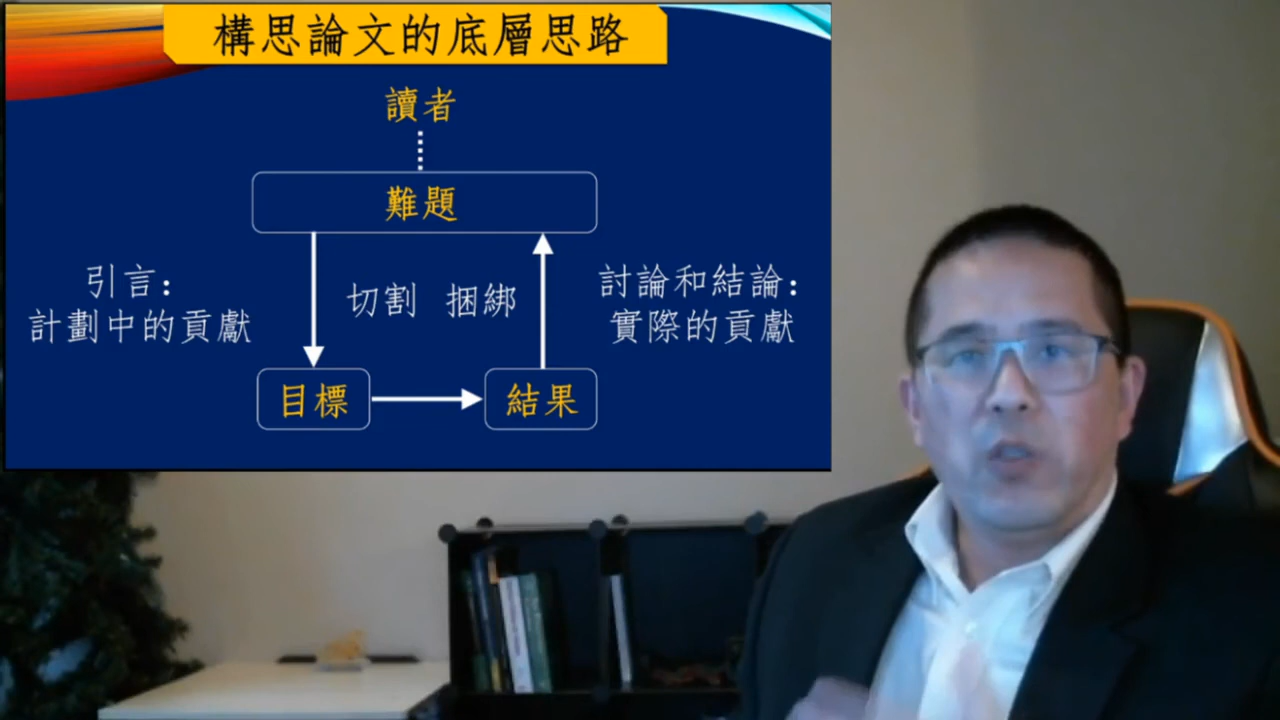 構思論文的底層思路
讀者
難題
引言：
計劃中的貢獻
切割 捆綁
討論和結論：
實際的貢獻
目標
結果